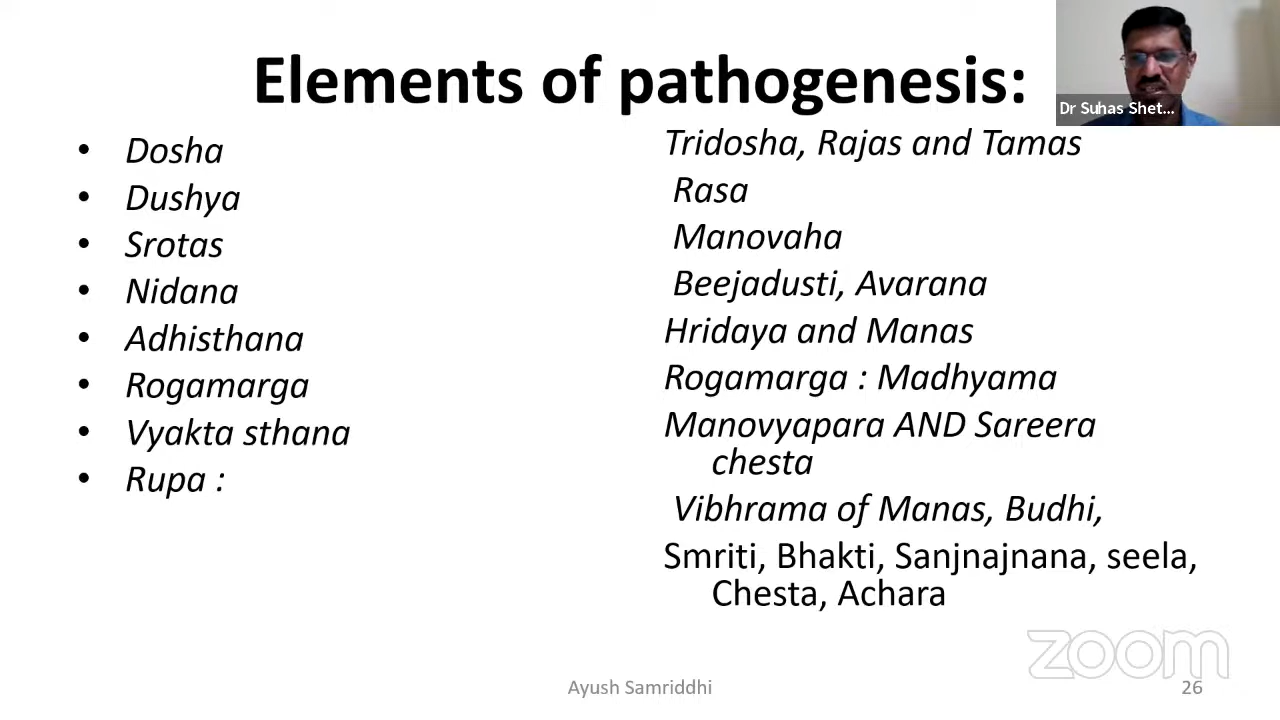 Elements of pathogenesis:
Dr Suhas Shet...
• Dosha
• Dushya
• Srotas
• Nidana
• Adhisthana
• Rogamarga
• Vyakta sthana
• Rupa :
Tridosha, Rajas and Tamas
Rasa
Manovaha
Beejadusti, Avarana
Hridaya and Manas
Rogamarga : Madhyama
Manovyapara AND Sareera
chesta
Vibhrama of Manas, Budhi,
Smriti, Bhakti, Sanjnajnana, seela,
Chesta, Achara
zoom
Ayush Samriddhi
26